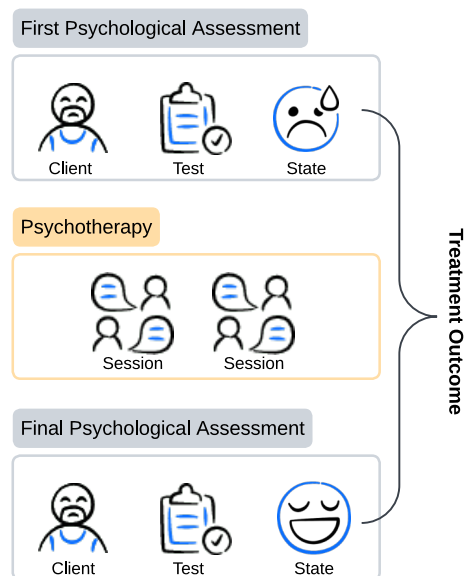 First Psychological Assessment
Client
Test
State
Psychotherapy
Session
Session
Treatment Outcome
Final Psychological Assessment
Client
Test
State